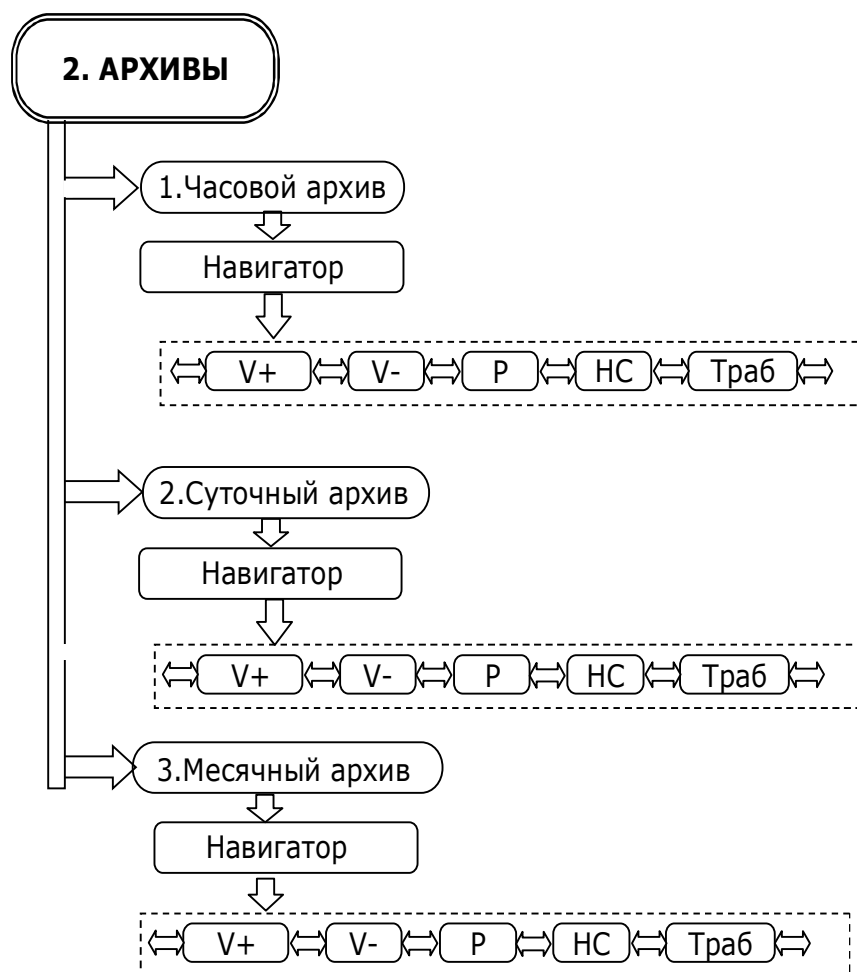 2. АРХИВЫ
1.Часовой архив
Навигатор
V+ V- P НС Траб
2.Суточный архив
Навигатор
V+ V- P НС Траб
3.Месячный архив
Навигатор
V+ V- P НС Траб